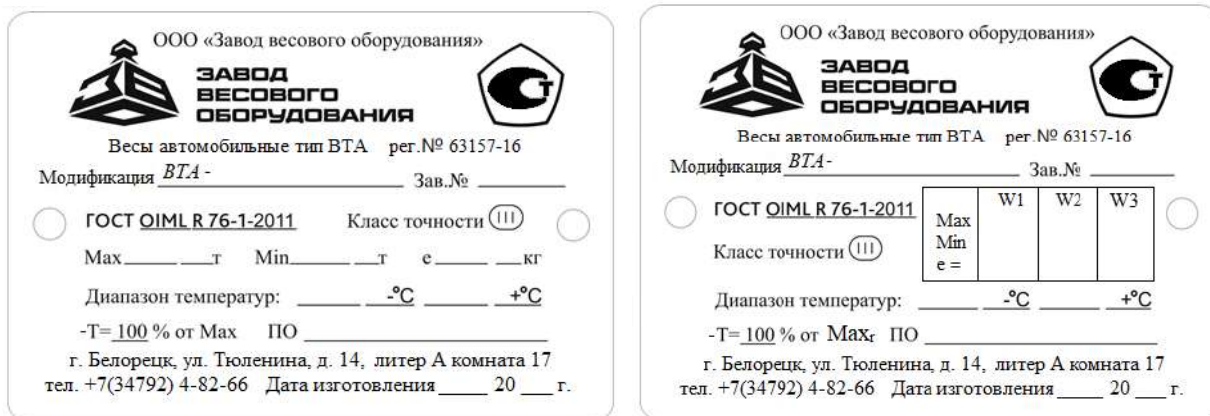 ООО «Завод весового оборудования»
ЗАВОД
ВЕСОВОГО
ОБОРУДОВАНИЯ
Весы автомобильные тип ВТА рег.№ 63157-16
Модификация ВТА - Зав.№
ГОСТ OIML R 76-1-2011 Класс точности III
Max т Min т e кг
Диапазон температур: -°C +°C
-Т= 100 % от Max ПО
г. Белорецк, ул. Тюленина, д. 14, литер А комната 17
тел. +7(34792) 4-82-66 Дата изготовления 20 г.
ООО «Завод весового оборудования»
ЗАВОД
ВЕСОВОГО
ОБОРУДОВАНИЯ
Весы автомобильные тип ВТА рег.№ 63157-16
Модификация ВТА- Зав.№
W1 W2 W3
ГОСТ OIML R 76-1-2011
Max
Min
e =
Класс точности III
Диапазон температур: -°C +°C
-Т= 100 % от Maxr ПО
г. Белорецк, ул. Тюленина, д. 14, литер А комната 17
тел. +7(34792) 4-82-66 Дата изготовления 20 г.